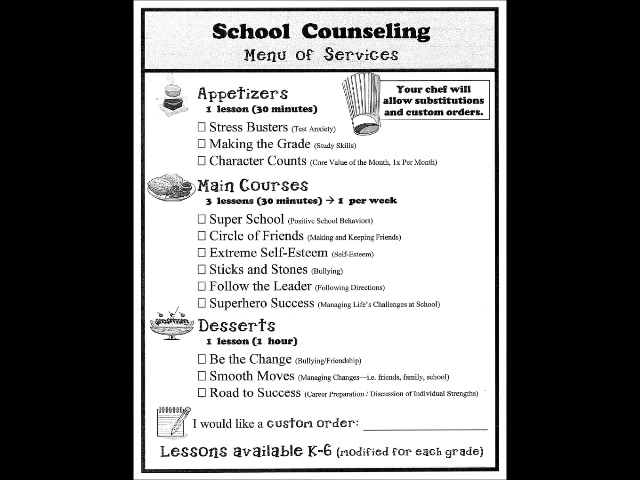 School Counseling
Menu of Services
Appetizers
1 lesson (30 minutes)
Your chef will
allow substitutions
and custom orders.
☐ Stress Busters (Test Anxiety)
☐ Making the Grade (Study Skills)
☐ Character Counts (Core Value of the Month, 1x Per Month)
Main Courses
3 lessons (30 minutes) → 1 per week
☐ Super School (Positive School Behaviors)
☐ Circle of Friends (Making and Keeping Friends)
☐ Extreme Self-Esteem (Self-Esteem)
☐ Sticks and Stones (Bullying)
☐ Follow the Leader (Following Directions)
☐ Superhero Success (Managing Life's Challenges at School)
Desserts
1 lesson (1 hour)
☐ Be the Change (Bullying/Friendship)
☐ Smooth Moves (Managing Changes—i.e. friends, family, school)
☐ Road to Success (Career Preparation / Discussion of Individual Strengths)
I would like a custom order:
Lessons available K-6 (modified for each grade)